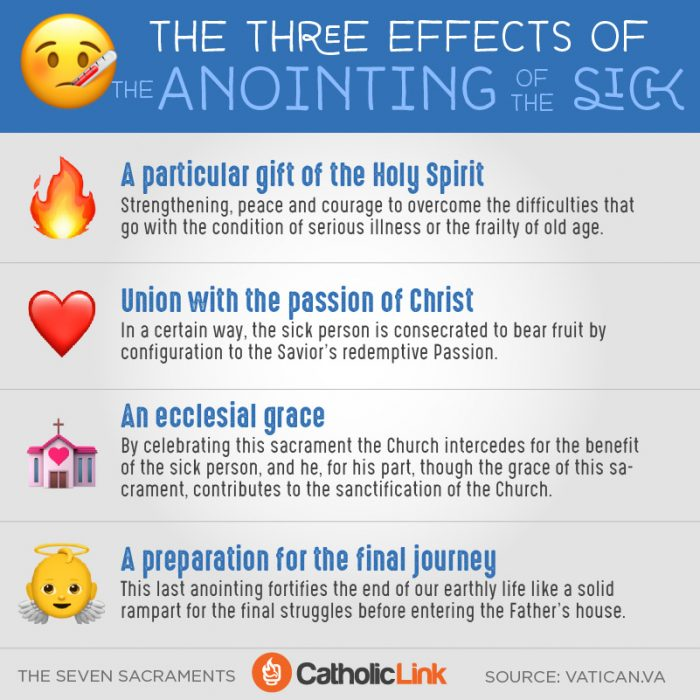 THE THREE EFFECTS OF
THE ANOINTING OF THE SICK
A particular gift of the Holy Spirit
Strengthening, peace and courage to overcome the difficulties that
go with the condition of serious illness or the frailty of old age.
Union with the passion of Christ
In a certain way, the sick person is consecrated to bear fruit by
configuration to the Savior's redemptive Passion.
An ecclesial grace
By celebrating this sacrament the Church intercedes for the benefit
of the sick person, and he, for his part, though the grace of this sa-
crament, contributes to the sanctification of the Church.
A preparation for the final journey
This last anointing fortifies the end of our earthly life like a solid
rampart for the final struggles before entering the Father's house.
THE SEVEN SACRAMENTS CatholicLink SOURCE: VATICAN.VA